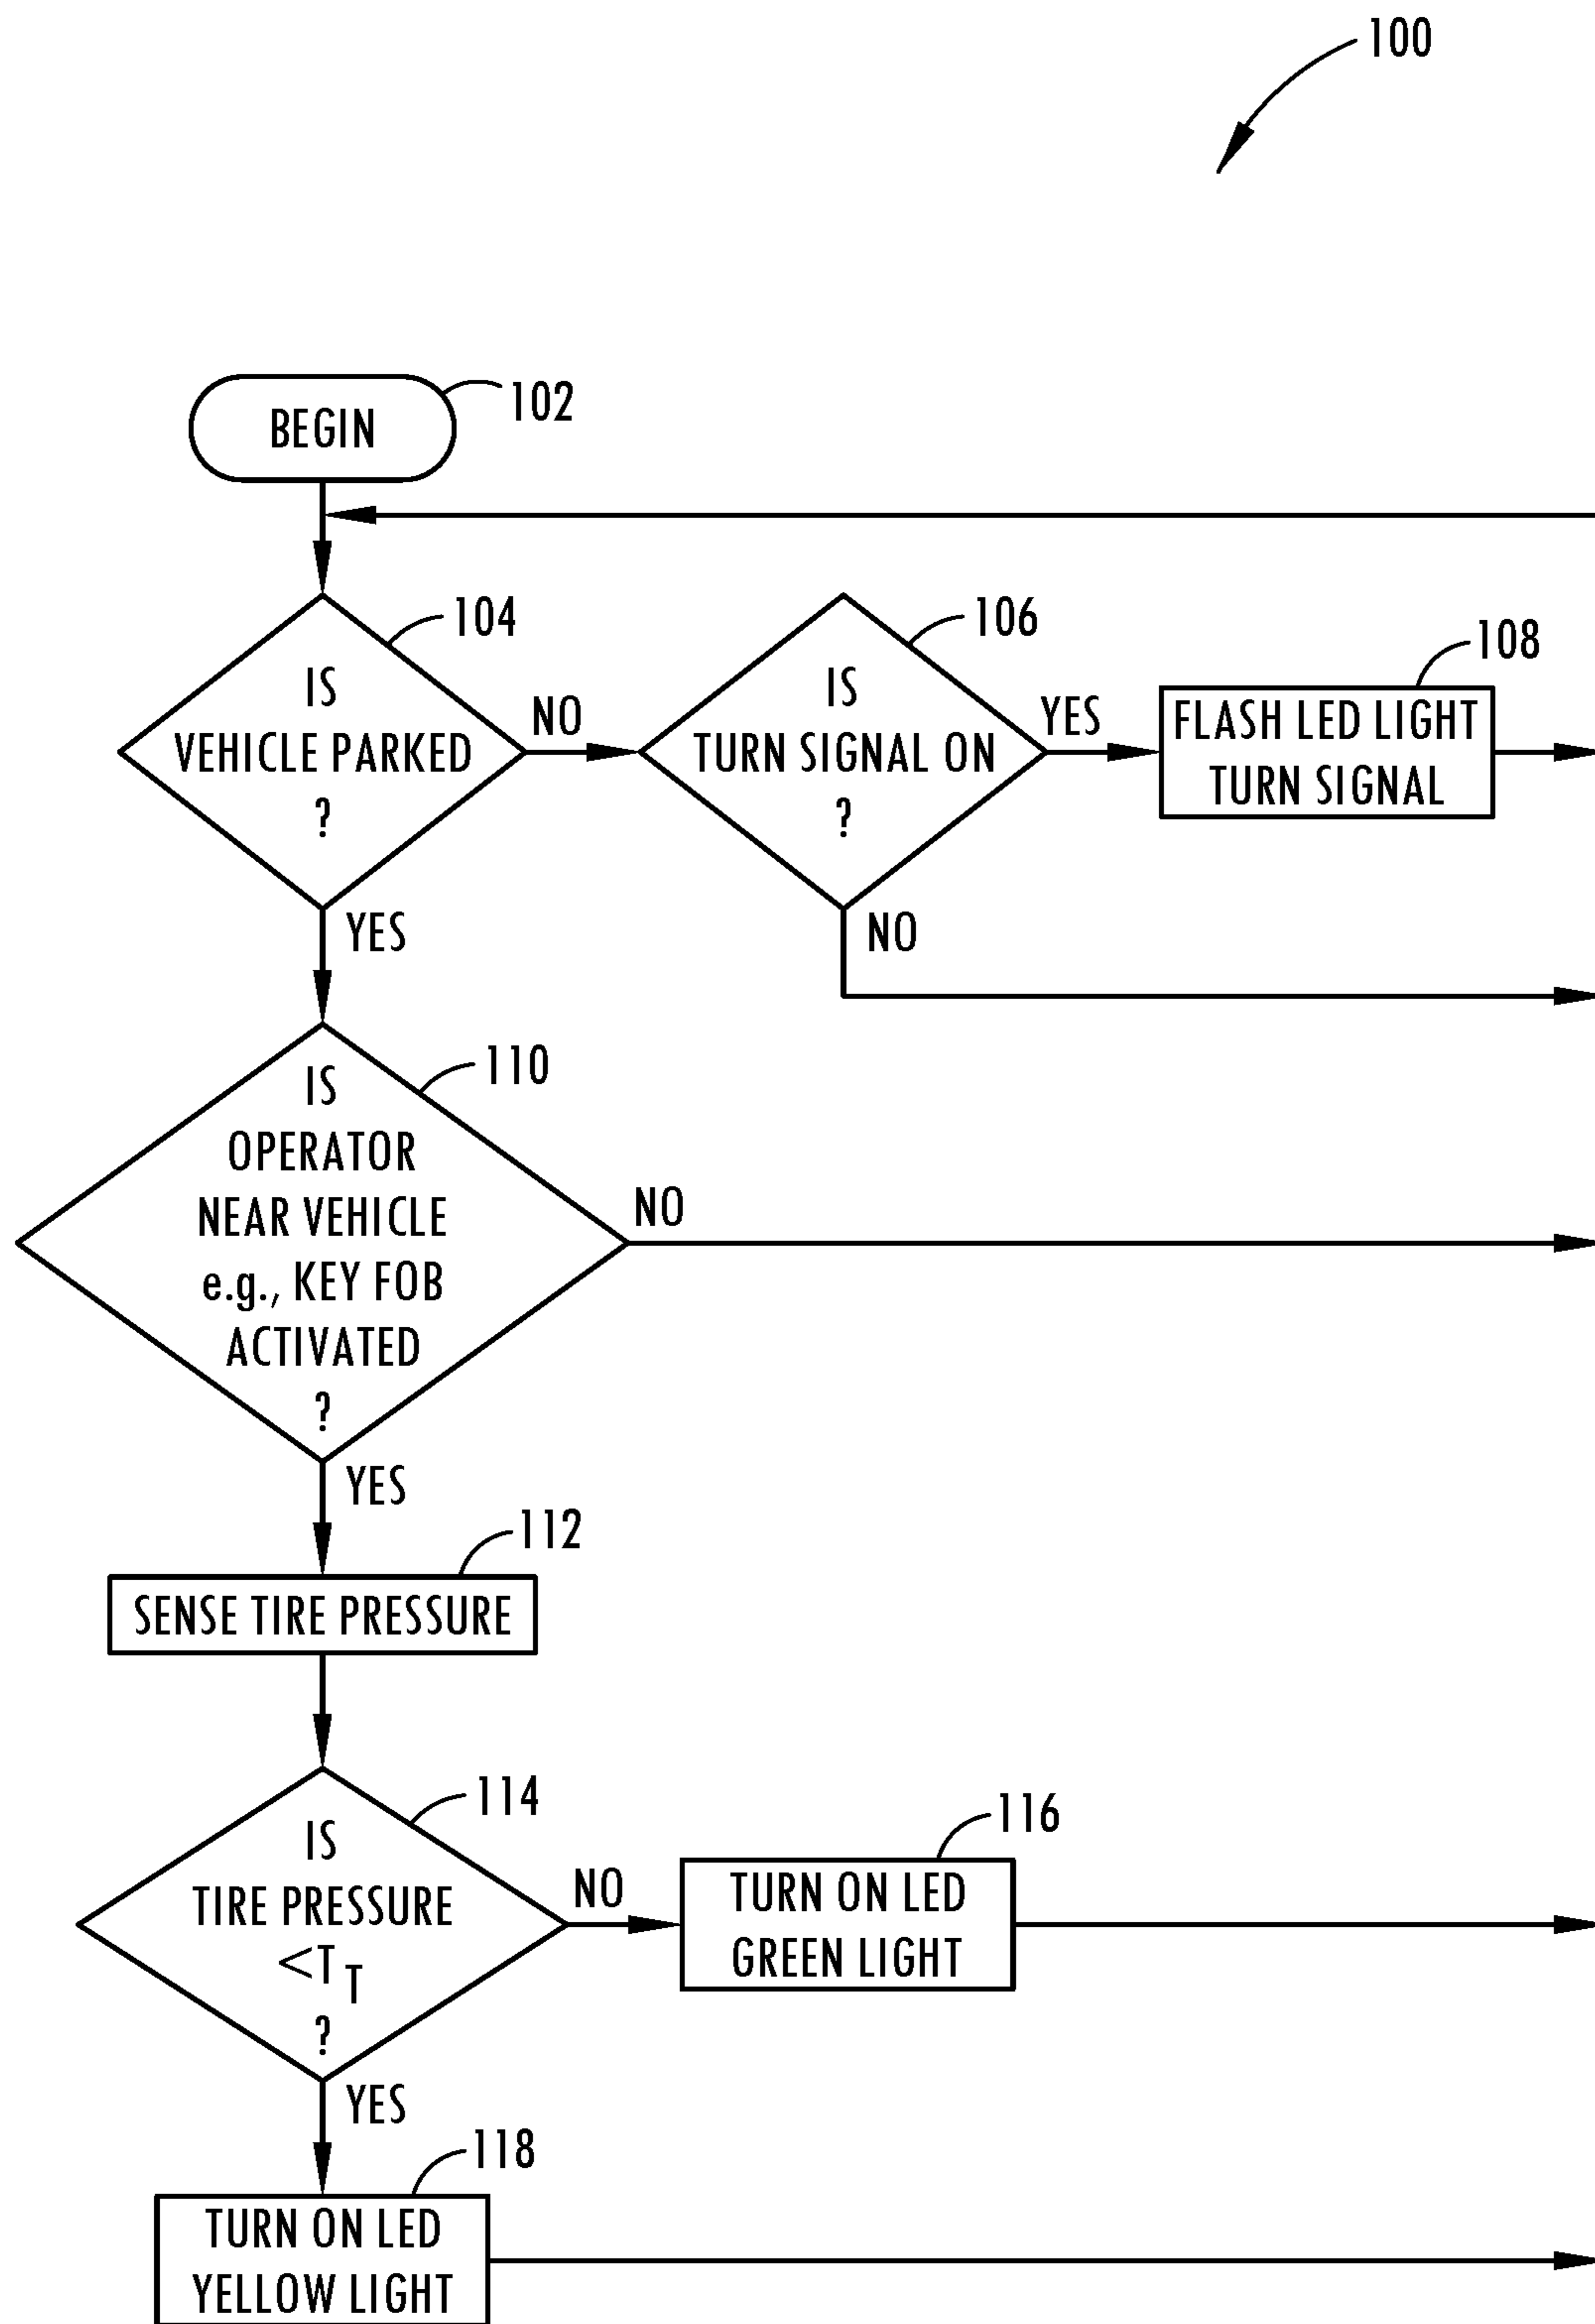 100
BEGIN
102
IS
VEHICLE PARKED
?
104
NO
YES
IS
TURN SIGNAL ON
?
106
YES
NO
FLASH LED LIGHT
TURN SIGNAL
108
IS
OPERATOR
NEAR VEHICLE
e.g., KEY FOB
ACTIVATED
?
110
NO
YES
SENSE TIRE PRESSURE
112
IS
TIRE PRESSURE
<T T
?
114
NO
YES
TURN ON LED
GREEN LIGHT
116
TURN ON LED
YELLOW LIGHT
118